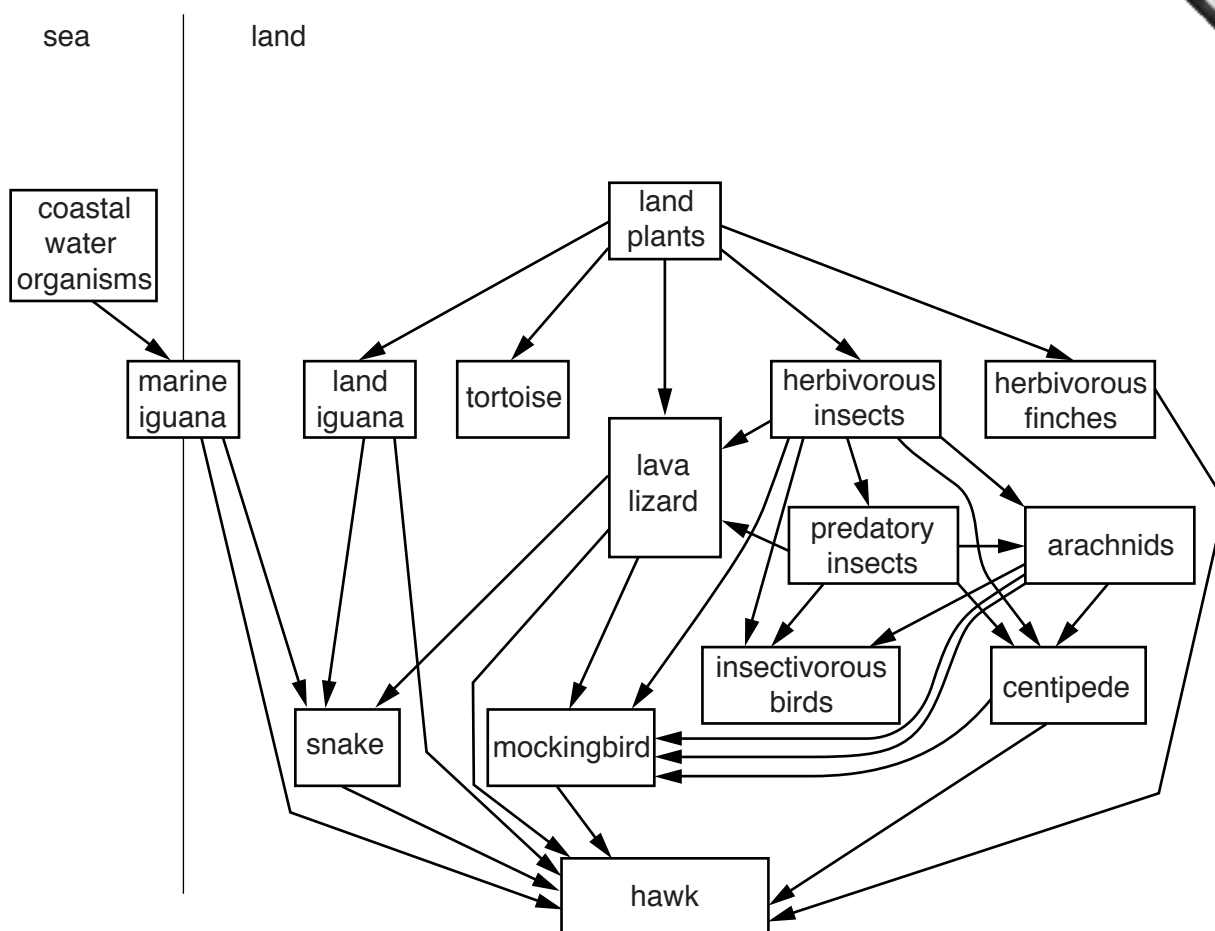 sea
land
coastal
water
organisms
land
plants
marine
iguana
land
iguana
tortoise
herbivorous
insects
herbivorous
finches
lava
lizard
predatory
insects
arachnids
insectivorous
birds
centipede
snake
mockingbird
hawk